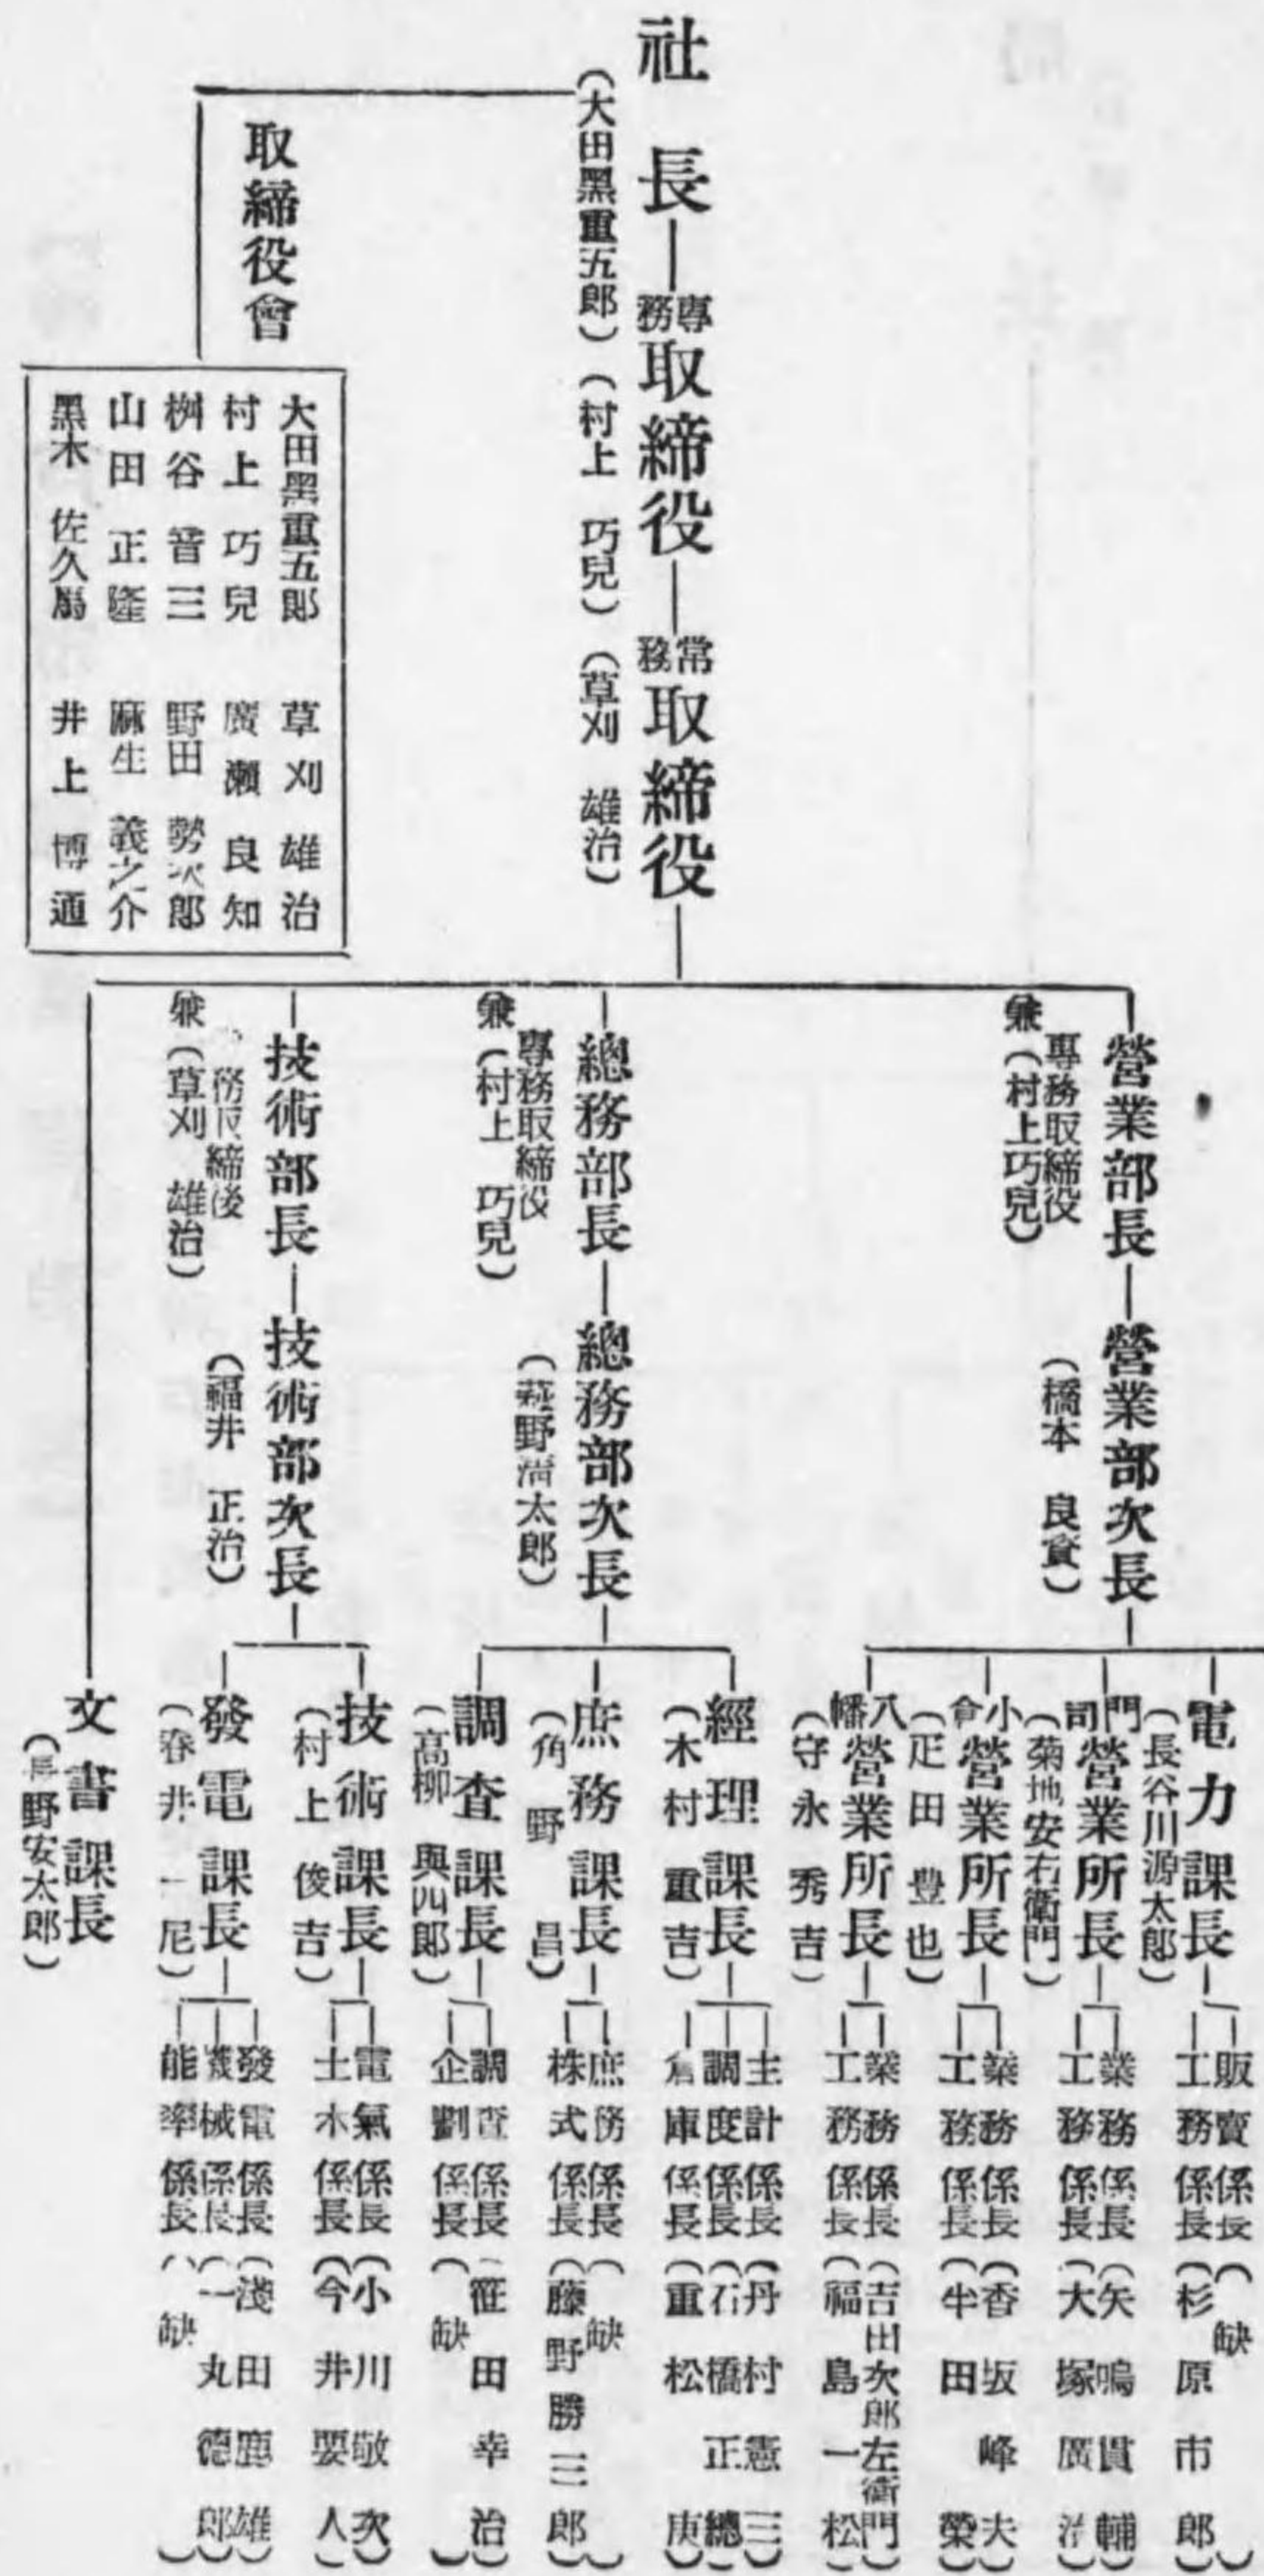 社長
(大田黑重五郎)
專務取締役
(村上巧兒)
常務取締役
(草刈雄治)
取締役會
大田黑重五郎 草刈雄治
村上巧兒 廣瀨良知
桝谷音三 野田勢次郎
山田正隆 麻生義之介
黑木佐久馬 井上博通
營業部長
專務取締役
兼(村上巧兒)
營業部次長
(橋本良資)
電力課長
(長谷川源太郎)
販賣係長(缺)
工務係長(杉原市郎)
門司營業所長
(菊地安右衞門)
業務係長(矢鳴貫輔)
工務係長(大塚廣治)
小倉營業所長
(疋田豊也)
業務係長(香坂峰夫)
工務係長(牛田榮)
八幡營業所長
(守永秀吉)
業務係長(吉田次郎左衞門)
工務係長(福島一松)
總務部長
專務取締役
兼(村上巧兒)
總務部次長
(萩野清太郎)
經理課長
(木村重吉)
主計係長(丹村憲三)
調度係長(石橋正總)
倉庫係長(重松庚)
庶務課長
(角野昌)
庶務係長(缺)
株式係長(藤野勝三郎)
調査課長
(高柳與四郎)
調査係長(笹田幸治)
企劃係長(缺)
技術部長
務取締役
兼(草刈雄治)
技術部次長
(福井正治)
技術課長
(村上俊吉)
電氣係長(小川敬次)
土木係長(今井要人)
發電課長
(春井一尼)
發電係長(淺田鹿雄)
機械係長(一丸德郎)
能率係長(缺)
文書課長
(野安太郎)